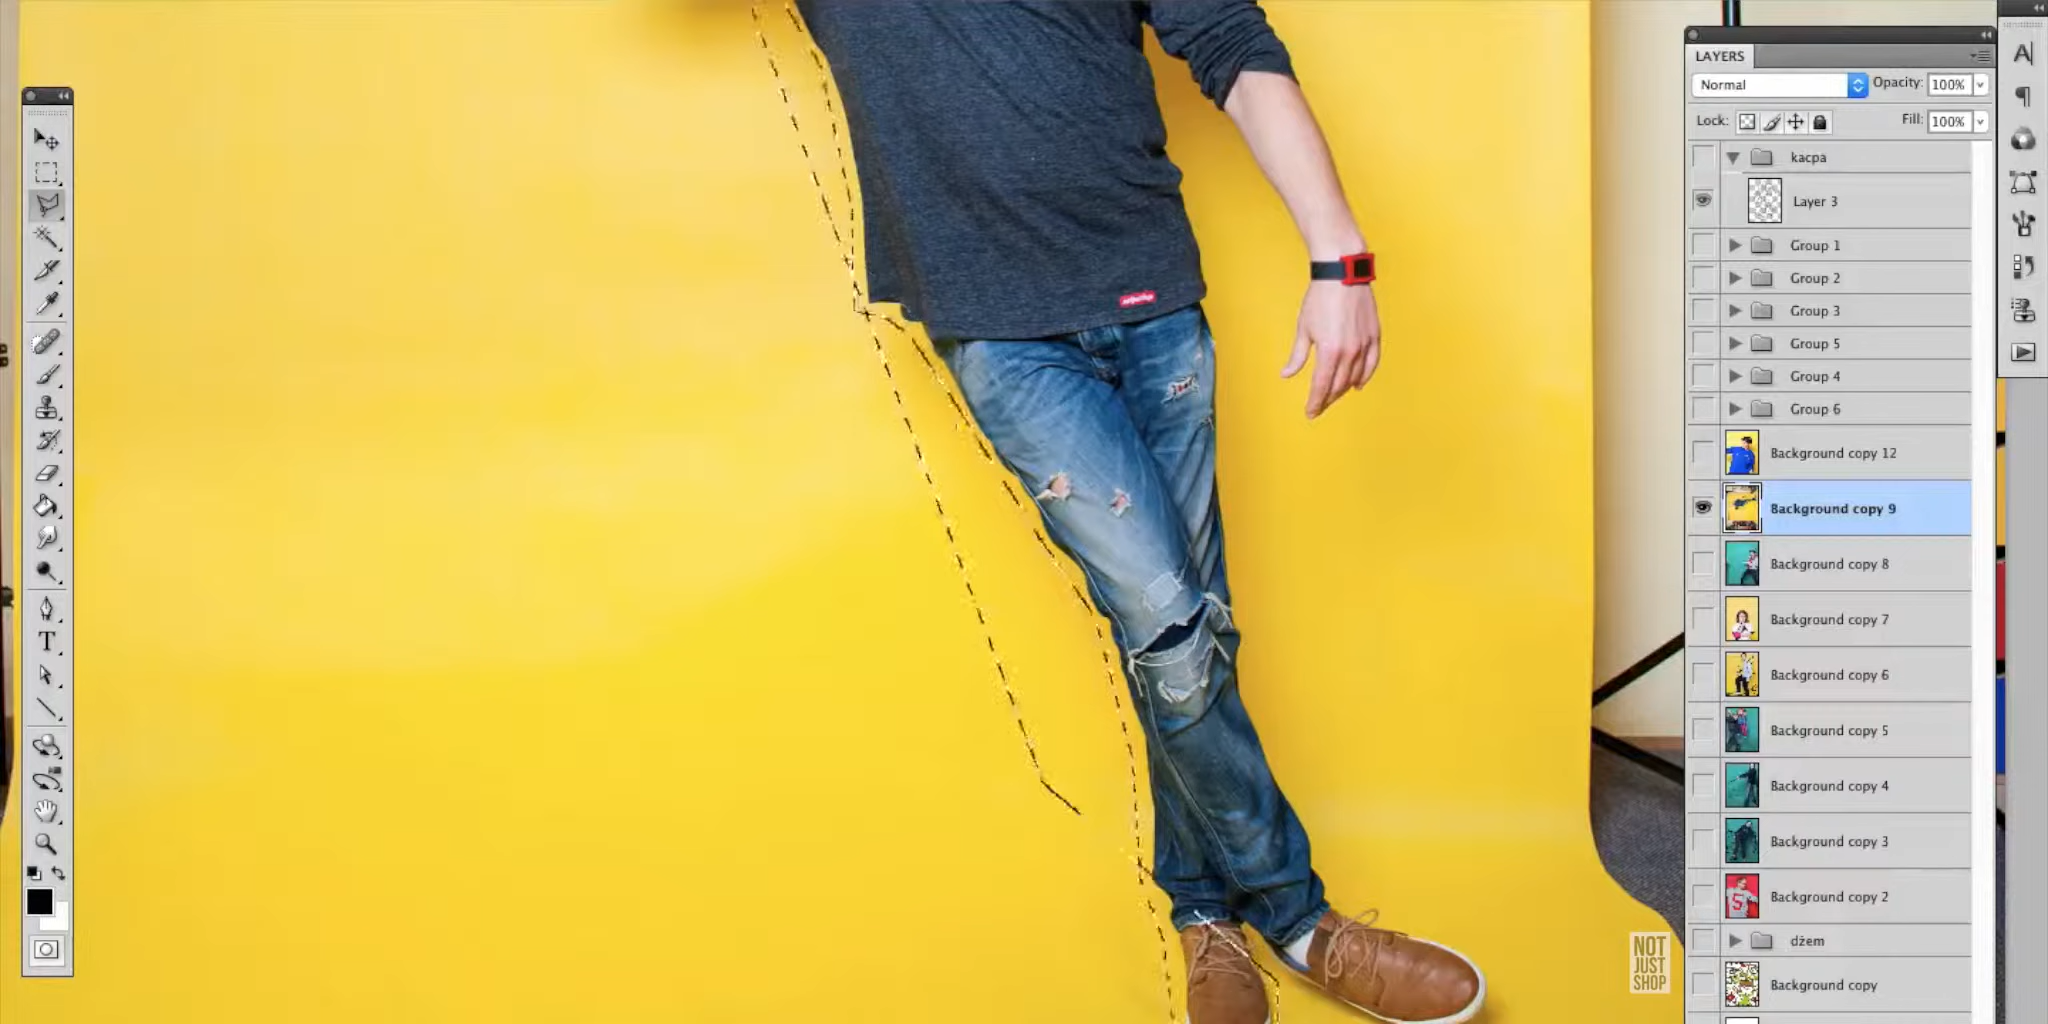 LAYERS
Normal
Opacity: 100%
Lock:
Fill: 100%
kacpa
Layer 3
Group 1
Group 2
Group 3
Group 5
Group 4
Group 6
Background copy 12
Background copy 9
Background copy 8
Background copy 7
Background copy 6
Background copy 5
Background copy 4
Background copy 3
Background copy 2
dżem
Background copy
NOT
JUST
SHOP